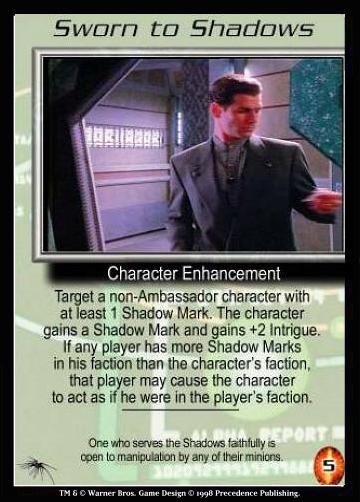 Sworn to Shadows
Character Enhancement
Target a non-Ambassador character with
at least 1 Shadow Mark. The character
gains a Shadow Mark and gains +2 Intrigue.
If any player has more Shadow Marks
in his faction than the character's faction,
that player may cause the character
to act as if he were in the player's faction.
ALPHA REPORT
One who serves the Shadows faithfully is
open to manipulation by any of their minions.
5
TM & © Warner Bros. Game Design © 1998 Precedence Publishing.